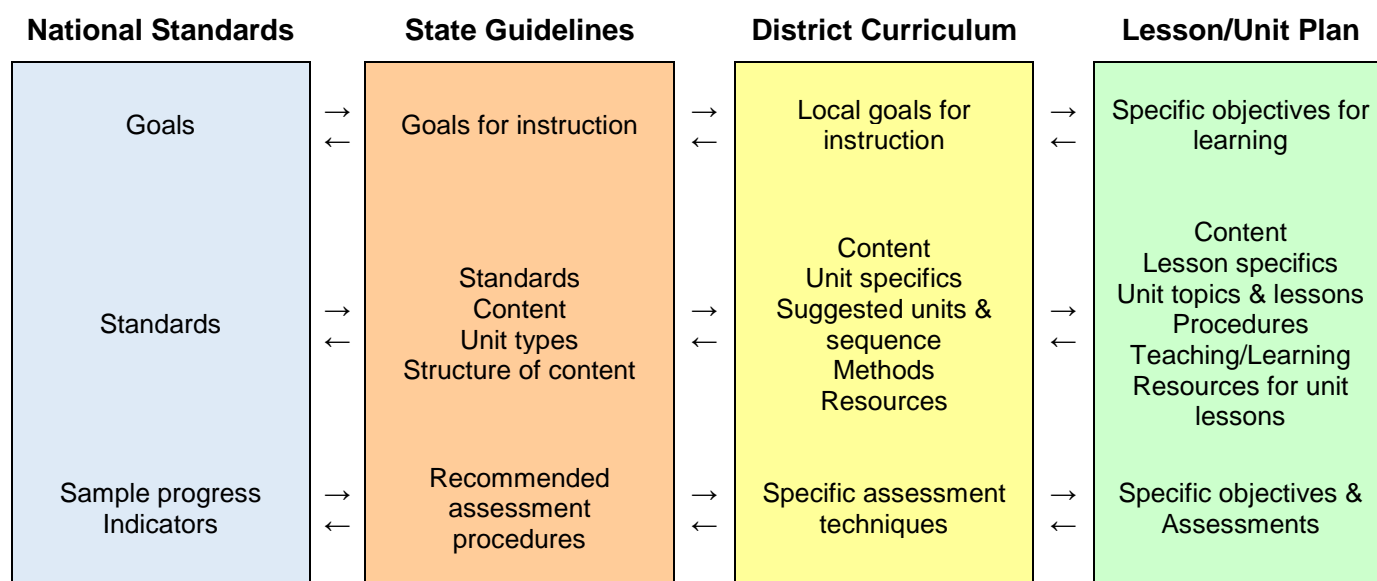 National Standards
State Guidelines
District Curriculum
Lesson/Unit Plan
Goals
→
←
Goals for instruction
→
←
Local goals for
instruction
→
←
Specific objectives for
learning
Standards
→
←
Standards
Content
Unit types
Structure of content
→
←
Content
Unit specifics
Suggested units &
sequence
Methods
Resources
→
←
Content
Lesson specifics
Unit topics & lessons
Procedures
Teaching/Learning
Resources for unit
lessons
Sample progress
Indicators
→
←
Recommended
assessment
procedures
→
←
Specific assessment
techniques
→
←
Specific objectives &
Assessments